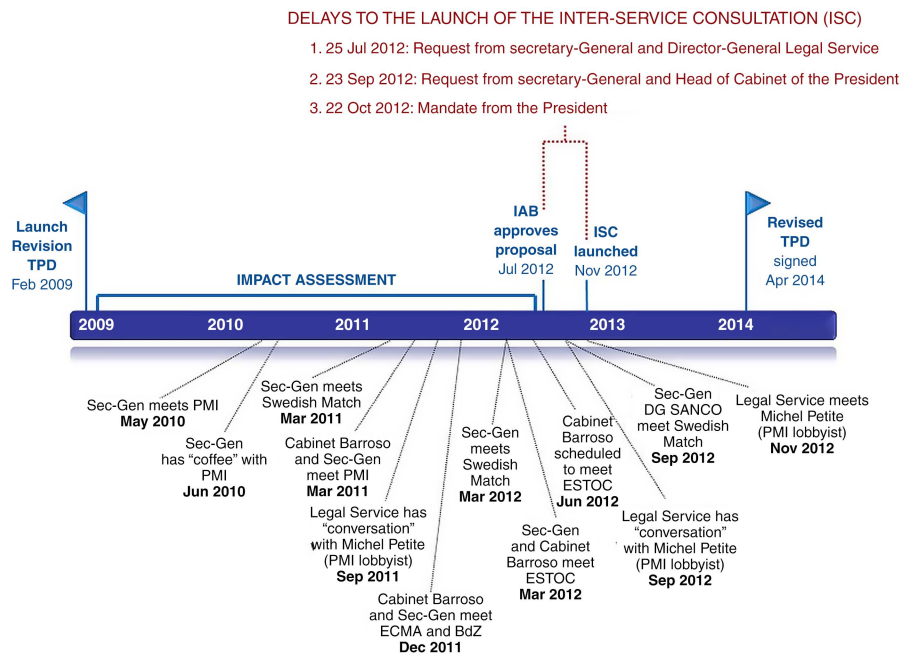 DELAYS TO THE LAUNCH OF THE INTER-SERVICE CONSULTATION (ISC)
1. 25 Jul 2012: Request from secretary-General and Director-General Legal Service
2. 23 Sep 2012: Request from secretary-General and Head of Cabinet of the President
3. 22 Oct 2012: Mandate from the President
Launch
Revision
TPD
Feb 2009
IMPACT ASSESSMENT
IAB
approves
proposal
Jul 2012
ISC
launched
Nov 2012
Revised
TPD
signed
Apr 2014
2009 2010 2011 2012 2013 2014
Sec-Gen meets PMI
May 2010
Sec-Gen
has “coffee” with
PMI
Jun 2010
Sec-Gen meets
Swedish Match
Mar 2011
Cabinet Barroso
and Sec-Gen
meet PMI
Mar 2011
Legal Service has
“conversation”
with Michel Petite
(PMI lobbyist)
Sep 2011
Cabinet Barroso
and Sec-Gen meet
ECMA and BdZ
Dec 2011
Sec-Gen
meets
Swedish
Match
Mar 2012
Sec-Gen
and Cabinet
Barroso meet
ESTOC
Mar 2012
Cabinet
Barroso
scheduled
to meet
ESTOC
Jun 2012
Legal Service has
“conversation”
with Michel Petite
(PMI lobbyist)
Sep 2012
Sec-Gen
DG SANCO
meet Swedish
Match
Sep 2012
Legal Service meets
Michel Petite
(PMI lobbyist)
Nov 2012